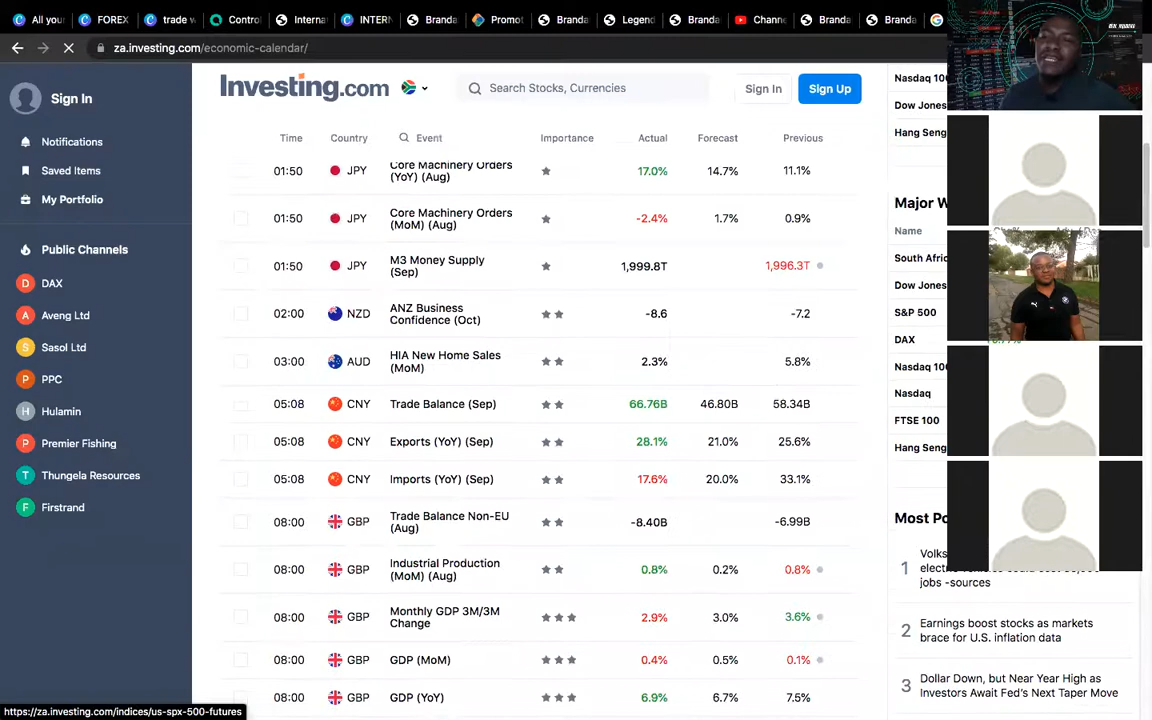 All your
FOREX
trade w
Control
Interna
INTERN
Branda
Promot
Branda
Legend
Branda
Channe
Branda
Branda
za.investing.com/economic-calendar/
Sign In
Notifications
Saved Items
My Portfolio
Public Channels
D DAX
A Aveng Ltd
S Sasol Ltd
P PPC
H Hulamin
P Premier Fishing
T Thungela Resources
F Firstrand
Investing.com
Search Stocks, Currencies
Sign In
Sign Up
Time Country Event Importance Actual Forecast Previous
01:50 JPY Core Machinery Orders (YoY) (Aug) 17.0% 14.7% 11.1%
01:50 JPY Core Machinery Orders (MoM) (Aug) -2.4% 1.7% 0.9%
01:50 JPY M3 Money Supply (Sep) 1,999.8T 1,996.3T
02:00 NZD ANZ Business Confidence (Oct) -8.6 -7.2
03:00 AUD HIA New Home Sales (MoM) 2.3% 5.8%
05:08 CNY Trade Balance (Sep) 66.76B 46.80B 58.34B
05:08 CNY Exports (YoY) (Sep) 28.1% 21.0% 25.6%
05:08 CNY Imports (YoY) (Sep) 17.6% 20.0% 33.1%
08:00 GBP Trade Balance Non-EU (Aug) -8.40B -6.99B
08:00 GBP Industrial Production (MoM) (Aug) 0.8% 0.2% 0.8%
08:00 GBP Monthly GDP 3M/3M Change 2.9% 3.0% 3.6%
08:00 GBP GDP (MoM) 0.4% 0.5% 0.1%
08:00 GBP GDP (YoY) 6.9% 6.7% 7.5%
Nasdaq 100
Dow Jones
Hang Seng
Major W
Name
South Afric
Dow Jones
S&P 500
DAX
Nasdaq 100
Nasdaq
FTSE 100
Hang Seng
Most Po
1 Volks
jobs -sources
2 Earnings boost stocks as markets
brace for U.S. inflation data
3 Dollar Down, but Near Year High as
Investors Await Fed's Next Taper Move
https://za.investing.com/indices/us-spx-500-futures